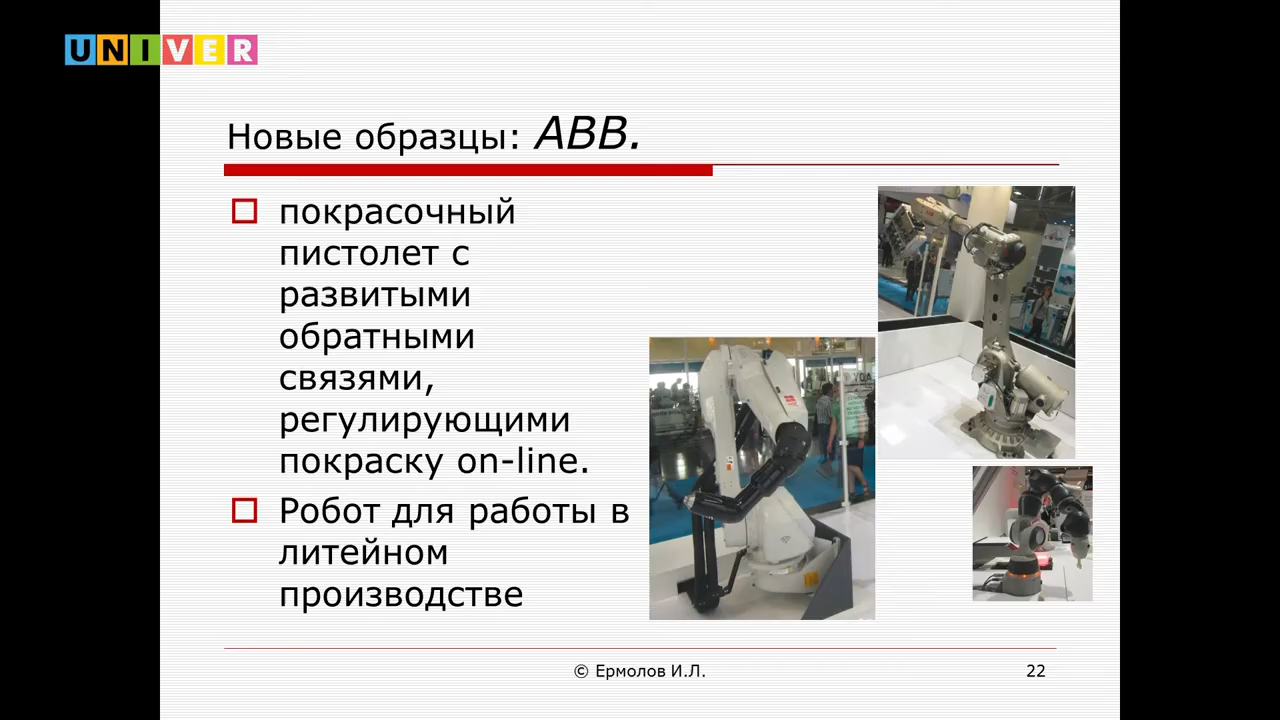 UNIVER
Новые образцы: ABB.
покрасочный
пистолет с
развитыми
обратными
связями,
регулирующими
покраску on-line.
Робот для работы в
литейном
производстве
© Ермолов И.Л.
22